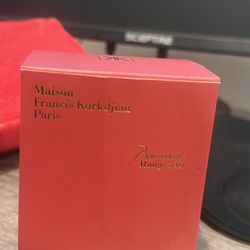 Maison
Francis Kurkdjian
Paris
Baccarat
Rouge 540